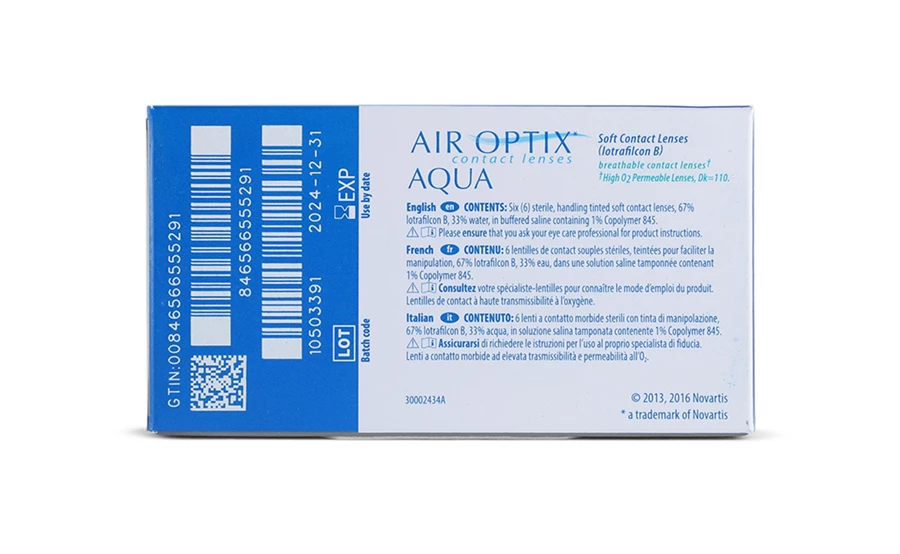 GTIN:00846566555291
846566555291
2024-12-31
10503391
EXP
Use by date
LOT
Batch code
AIR OPTIX*
contact lenses
AQUA
Soft Contact Lenses
(lotrafilcon B)
breathable contact lenses†
†High O2 Permeable Lenses, Dk=110.
English en CONTENTS: Six (6) sterile, handling tinted soft contact lenses, 67%
lotrafilcon B, 33% water, in buffered saline containing 1% Copolymer 845.
Please ensure that you ask your eye care professional for product instructions.
French fr CONTENU: 6 lentilles de contact souples stériles, teintées pour faciliter la
manipulation, 67% lotrafilcon B, 33% eau, dans une solution saline tamponnée contenant
1% Copolymer 845.
Consultez votre spécialiste-lentilles pour connaître le mode d'emploi du produit.
Lentilles de contact à haute transmissibilité à l'oxygène.
Italian it CONTENUTO: 6 lenti a contatto morbide sterili con tinta di manipolazione,
67% lotrafilcon B, 33% acqua, in soluzione salina tamponata contenente 1% Copolymer 845.
Assicurarsi di richiedere le istruzioni per l'uso al proprio specialista di fiducia.
Lenti a contatto morbide ad elevata trasmissibilità e permeabilità all'O2.
30002434A
© 2013, 2016 Novartis
* a trademark of Novartis